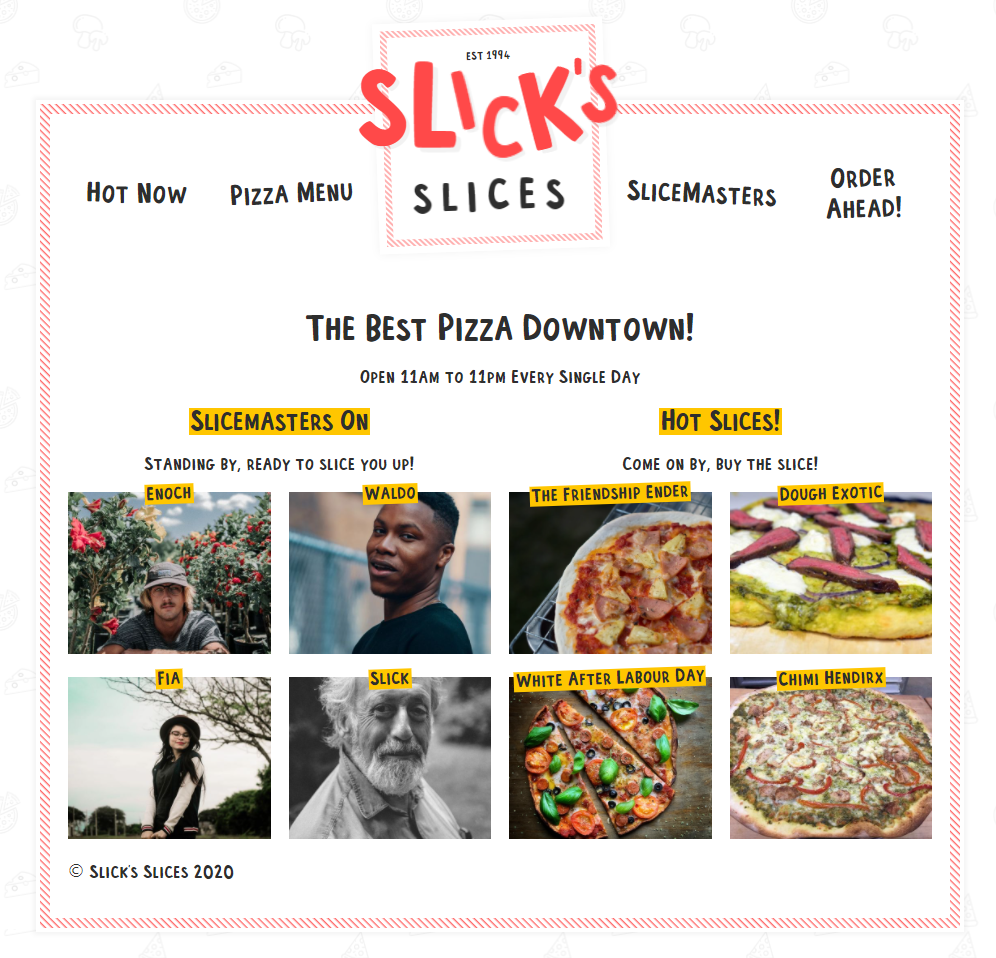 EST 1994
SLICK'S
SLICES
Hot Now
Pizza Menu
SliceMasters
Order
Ahead!
The Best Pizza Downtown!
Open 11am to 11pm Every Single Day
Slicemasters On
Standing by, ready to slice you up!
Enoch
Waldo
Fia
Slick
Hot Slices!
Come on by, buy the slice!
The Friendship Ender
Dough Exotic
White After Labour Day
Chimi Hendirx
© Slick's Slices 2020